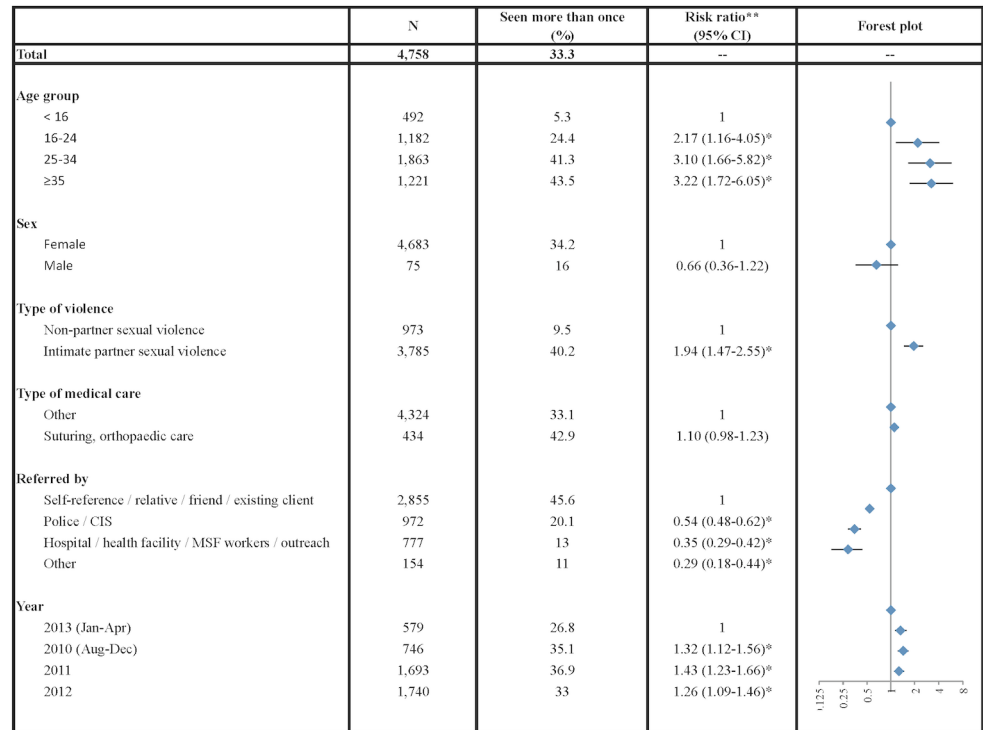 N Seen more than once (%) Risk ratio** (95% CI) Forest plot
Total 4,758 33.3 -- --
Age group
< 16 492 5.3 1
16-24 1,182 24.4 2.17 (1.16-4.05)*
25-34 1,863 41.3 3.10 (1.66-5.82)*
≥35 1,221 43.5 3.22 (1.72-6.05)*
Sex
Female 4,683 34.2 1
Male 75 16 0.66 (0.36-1.22)
Type of violence
Non-partner sexual violence 973 9.5 1
Intimate partner sexual violence 3,785 40.2 1.94 (1.47-2.55)*
Type of medical care
Other 4,324 33.1 1
Suturing, orthopaedic care 434 42.9 1.10 (0.98-1.23)
Referred by
Self-reference / relative / friend / existing client 2,855 45.6 1
Police / CIS 972 20.1 0.54 (0.48-0.62)*
Hospital / health facility / MSF workers / outreach 777 13 0.35 (0.29-0.42)*
Other 154 11 0.29 (0.18-0.44)*
Year
2013 (Jan-Apr) 579 26.8 1
2010 (Aug-Dec) 746 35.1 1.32 (1.12-1.56)*
2011 1,693 36.9 1.43 (1.23-1.66)*
2012 1,740 33 1.26 (1.09-1.46)*
0.125 0.25 0.5 1 2 4 8